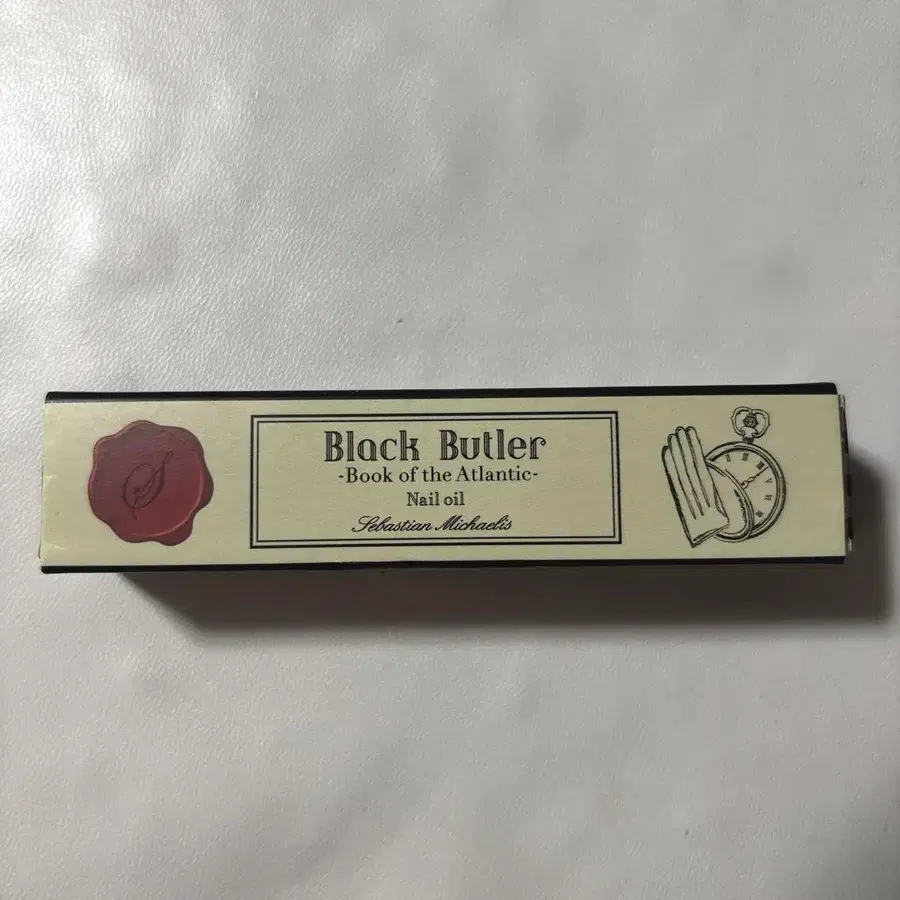 S
Black Butler
-Book of the Atlantic-
Nail oil
Sebastian Michaelis